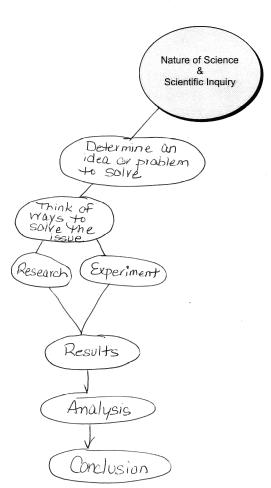 Nature of Science
&
Scientific Inquiry
Determine an
idea or problem
to solve
Think of
ways to
solve the
issue
Research
Experiment
Results
Analysis
Conclusion